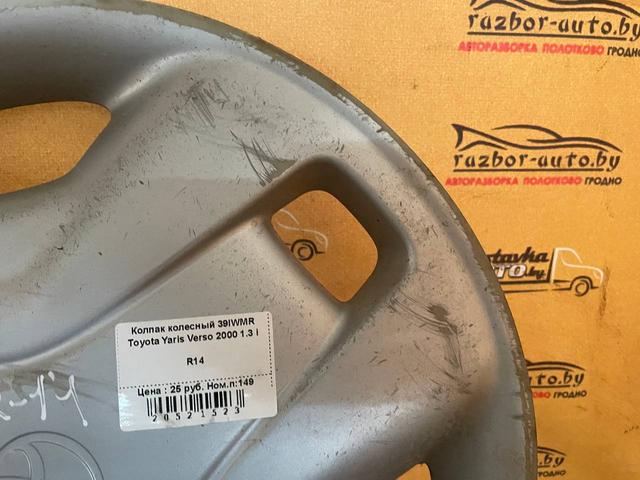 razbor-auto.by
АВТОРАЗБОРКА ПОЛОТКОВО ГРОДНО
razbor-auto.by
АВТОРАЗБОРКА ПОЛОТКОВО ГРОДНО
Колпак колесный 39IWMR
Toyota Yaris Verso 2000 1.3 i
R14
Цена : 25 руб. Ном.п:149
20521523
ГРОДНО